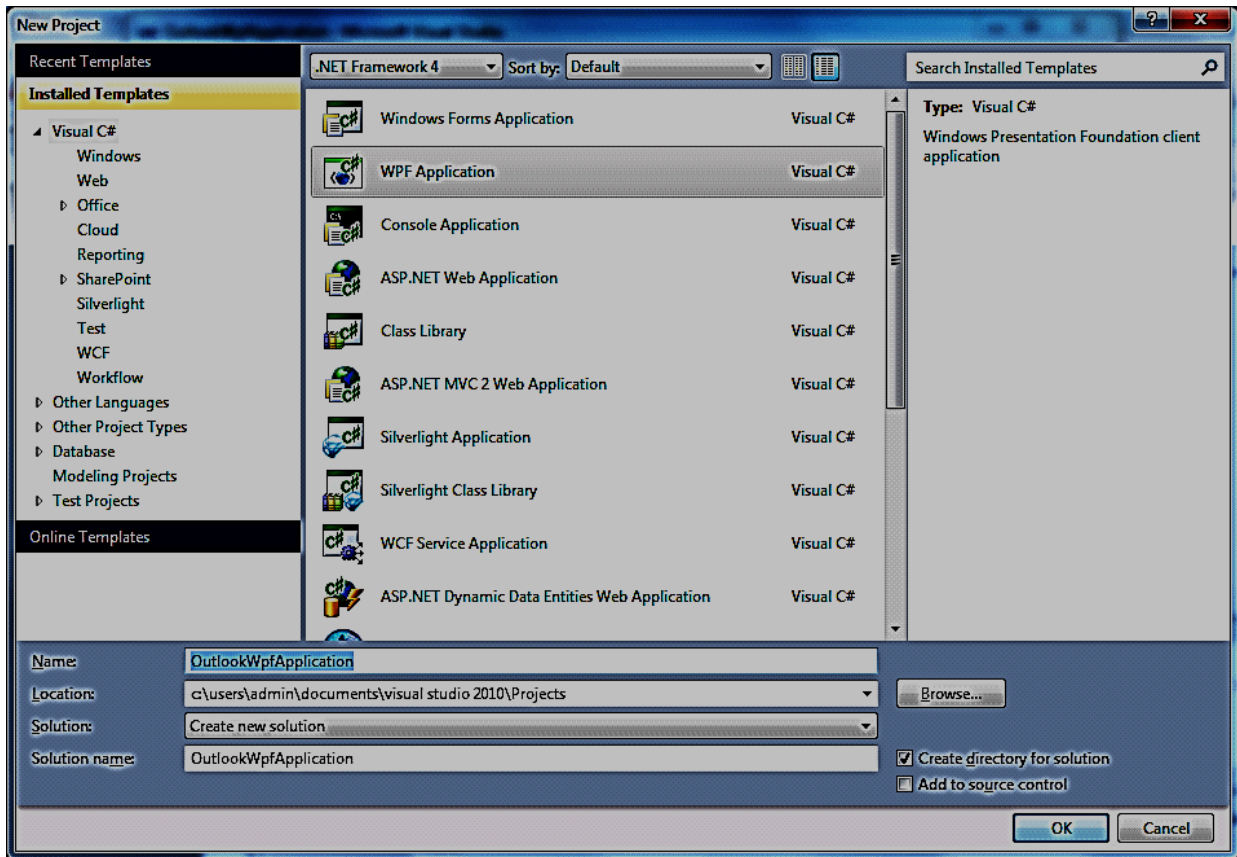 New Project
Recent Templates
Installed Templates
Visual C#
Windows
Web
Office
Cloud
Reporting
SharePoint
Silverlight
Test
WCF
Workflow
Other Languages
Other Project Types
Database
Modeling Projects
Test Projects
Online Templates
.NET Framework 4 Sort by: Default
Windows Forms Application Visual C#
WPF Application Visual C#
Console Application Visual C#
ASP.NET Web Application Visual C#
Class Library Visual C#
ASP.NET MVC 2 Web Application Visual C#
Silverlight Application Visual C#
Silverlight Class Library Visual C#
WCF Service Application Visual C#
ASP.NET Dynamic Data Entities Web Application Visual C#
Search Installed Templates
Type: Visual C#
Windows Presentation Foundation client
application
Name: OutlookWpfApplication
Location: c:\users\admin\documents\visual studio 2010\Projects Browse...
Solution: Create new solution
Solution name: OutlookWpfApplication
Create directory for solution
Add to source control
OK Cancel